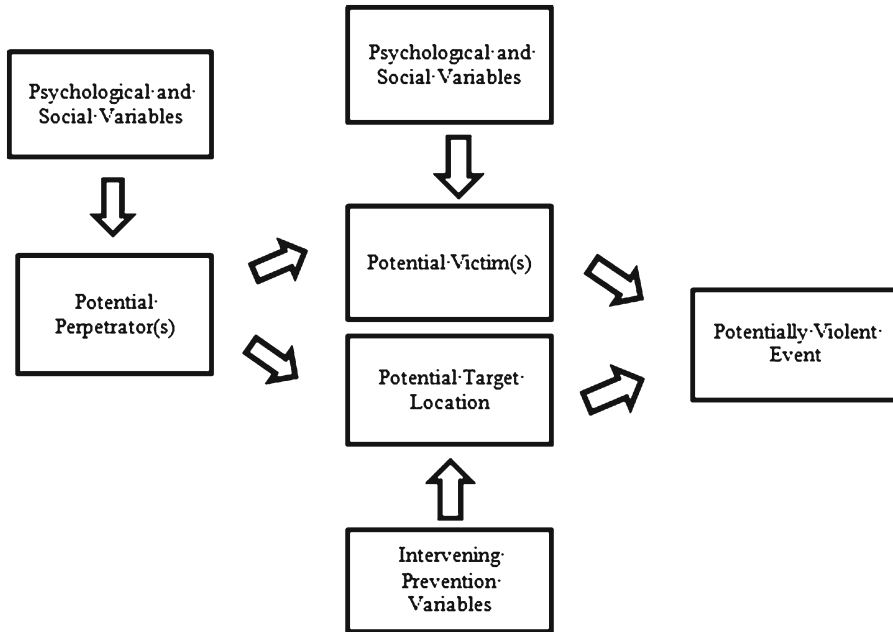 Psychological·and·
Social·Variables
Psychological·and·
Social·Variables
Potential·
Perpetrator(s)
Potential·Victim(s)
Potential·Target·
Location
Potentially·Violent·
Event
Intervening·
Prevention·
Variables